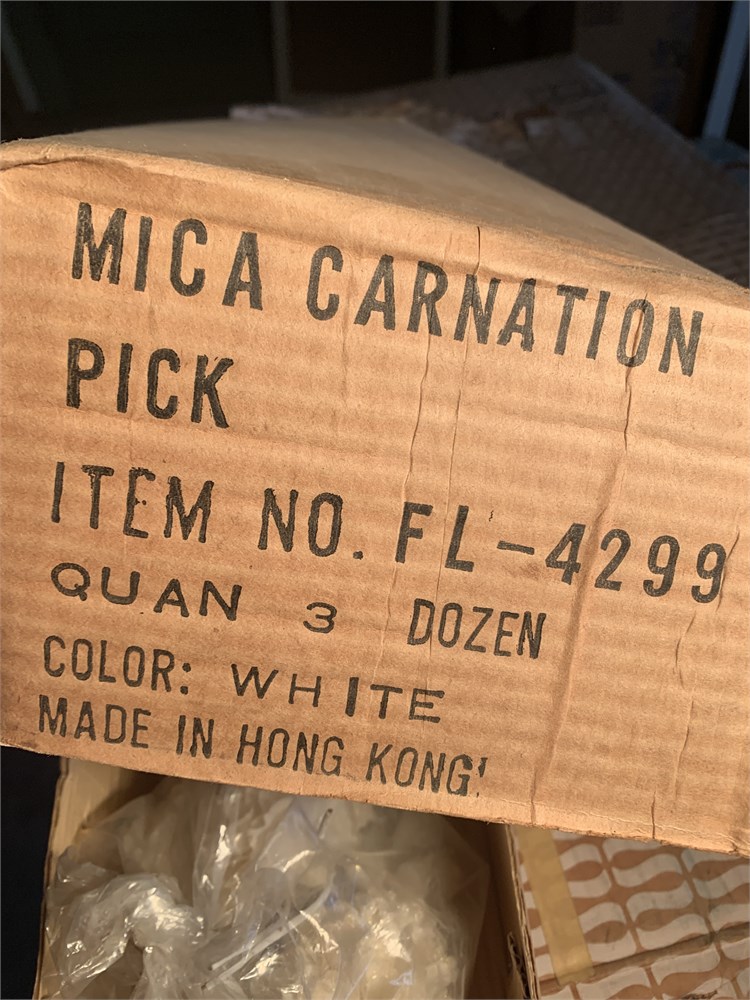 MICA CARNATION
PICK
ITEM NO. FL-4299
QUAN 3 DOZEN
COLOR: WHITE
MADE IN HONG KONG